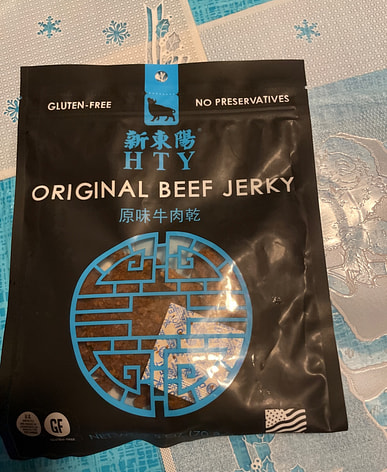 GLUTEN-FREE
NO PRESERVATIVES
新東陽®
HTY
ORIGINAL BEEF JERKY
原味牛肉乾
GF